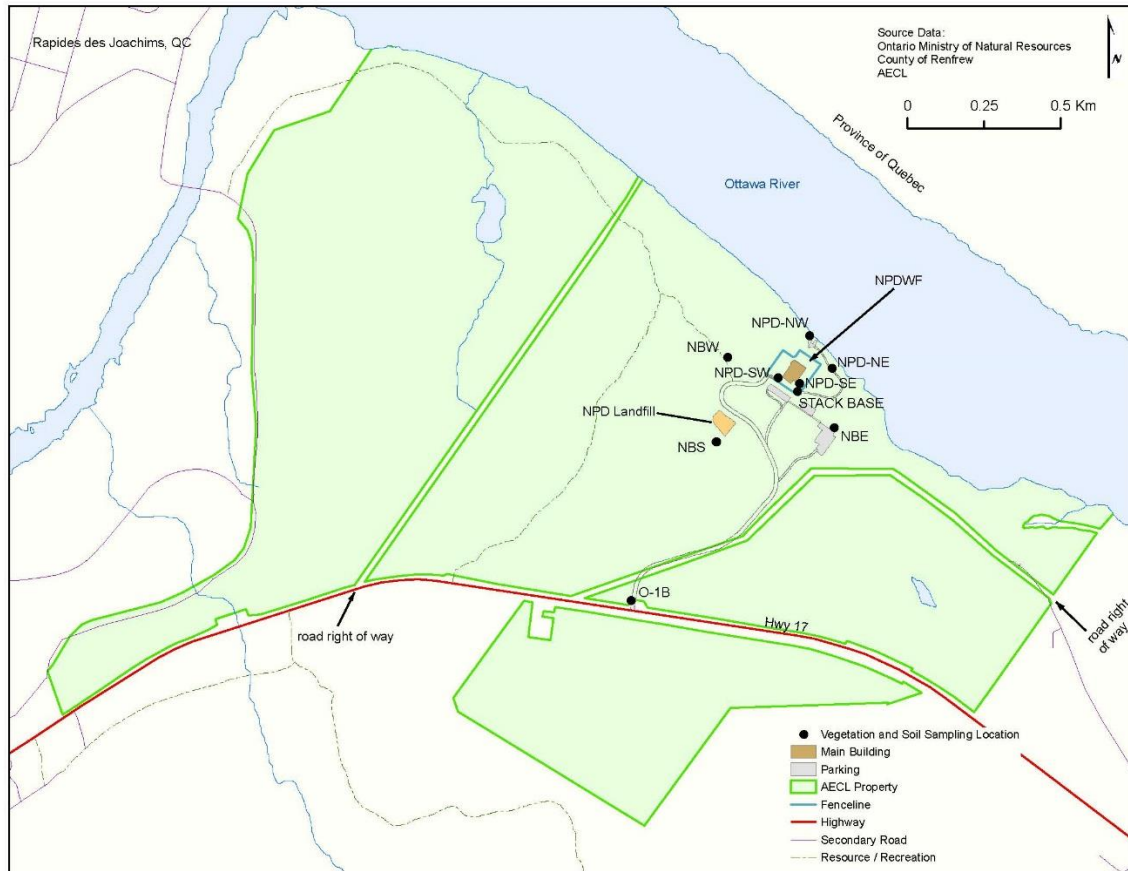 Rapides des Joachims, QC
Source Data:
Ontario Ministry of Natural Resources
County of Renfrew
AECL
N
0 0.25 0.5 Km
Province of Quebec
Ottawa River
NPDWF
NPD-NW
NBW
NPD-NE
NPD-SW
NPD-SE
STACK BASE
NPD Landfill
NBE
NBS
O-1B
road right of way
Hwy 17
road right
of way
Vegetation and Soil Sampling Location
Main Building
Parking
AECL Property
Fenceline
Highway
Secondary Road
Resource / Recreation